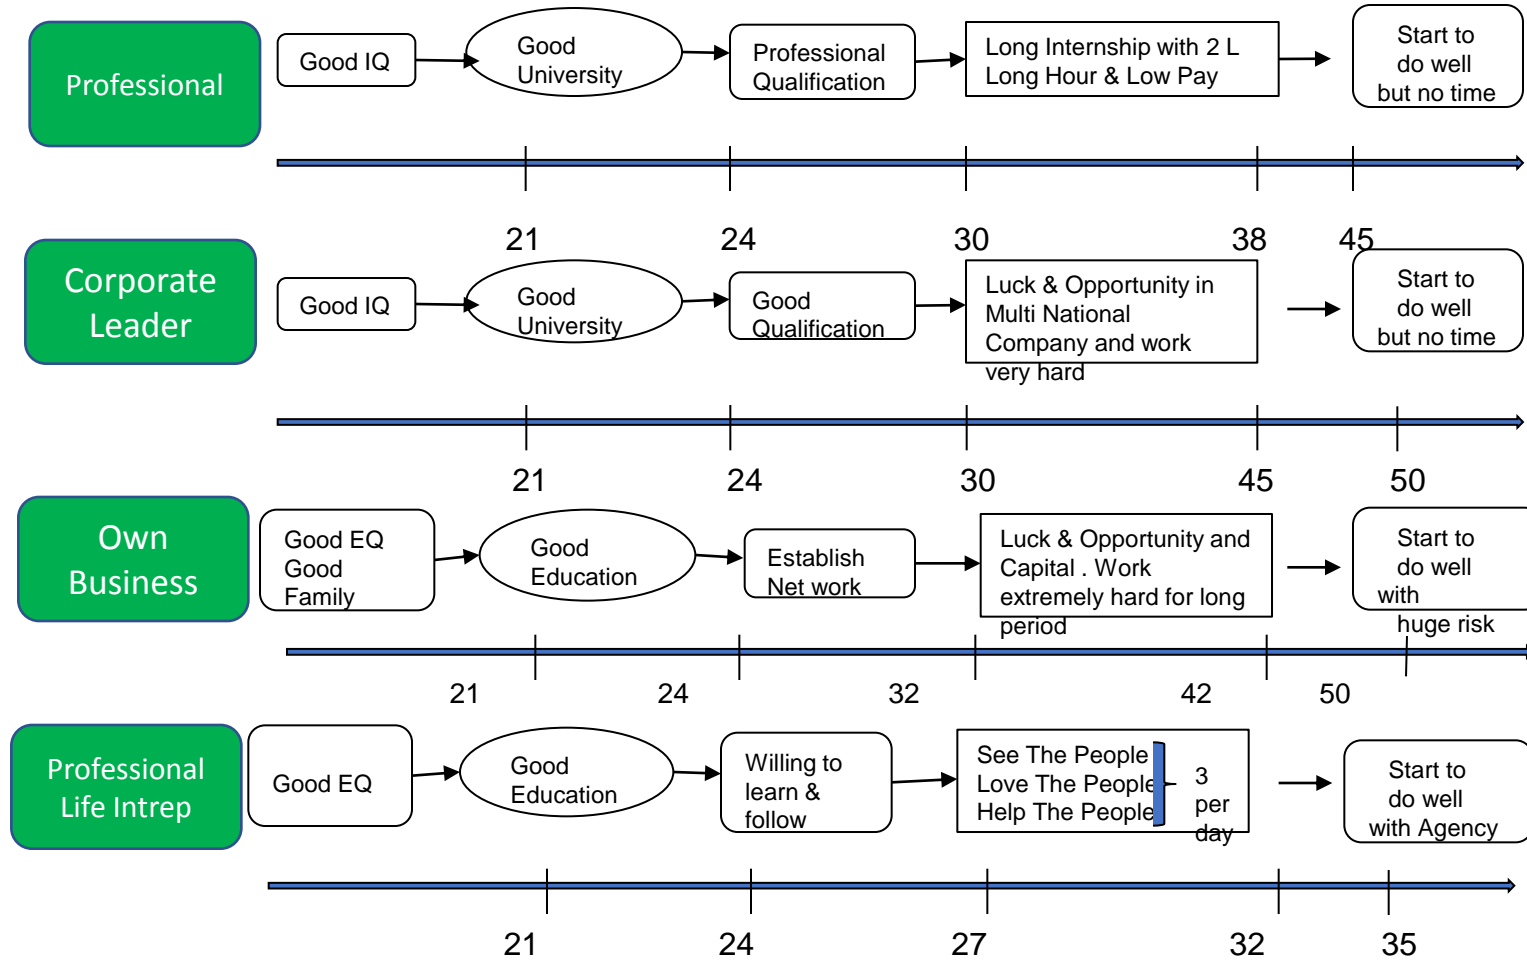 Professional
Good IQ
Good
University
Professional
Qualification
Long Internship with 2 L
Long Hour & Low Pay
Start to
do well
but no time
21
24
30
38
45
Corporate
Leader
Good IQ
Good
University
Good
Qualification
Luck & Opportunity in
Multi National
Company and work
very hard
Start to
do well
but no time
21
24
30
45
50
Own
Business
Good EQ
Good
Family
Good
Education
Establish
Net work
Luck & Opportunity and
Capital . Work
extremely hard for long
period
Start to
do well
with
huge risk
21
24
32
42
50
Professional
Life Intrep
Good EQ
Good
Education
Willing to
learn &
follow
See The People
Love The People
Help The People
3
per
day
Start to
do well
with Agency
21
24
27
32
35